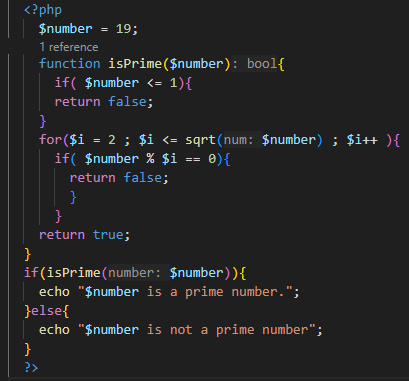 <?php
$number = 19;
1 reference
function isPrime($number): bool{
if( $number <= 1){
return false;
}
for($i = 2 ; $i <= sqrt(num: $number) ; $i++ ){
if( $number % $i == 0){
return false;
}
}
return true;
}
if(isPrime(number: $number)){
echo "$number is a prime number.";
}else{
echo "$number is not a prime number";
}
?>